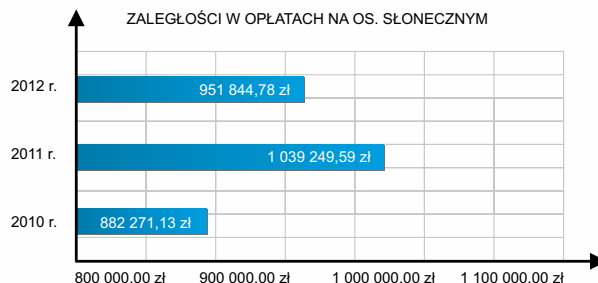 ZALEGŁOŚCI W OPŁATACH NA OS. SŁONECZNYM
2012 r.
951 844,78 zł
2011 r.
1 039 249,59 zł
2010 r.
882 271,13 zł
800 000.00 zł 900 000.00 zł 1 000 000.00 zł 1 100 000.00 zł